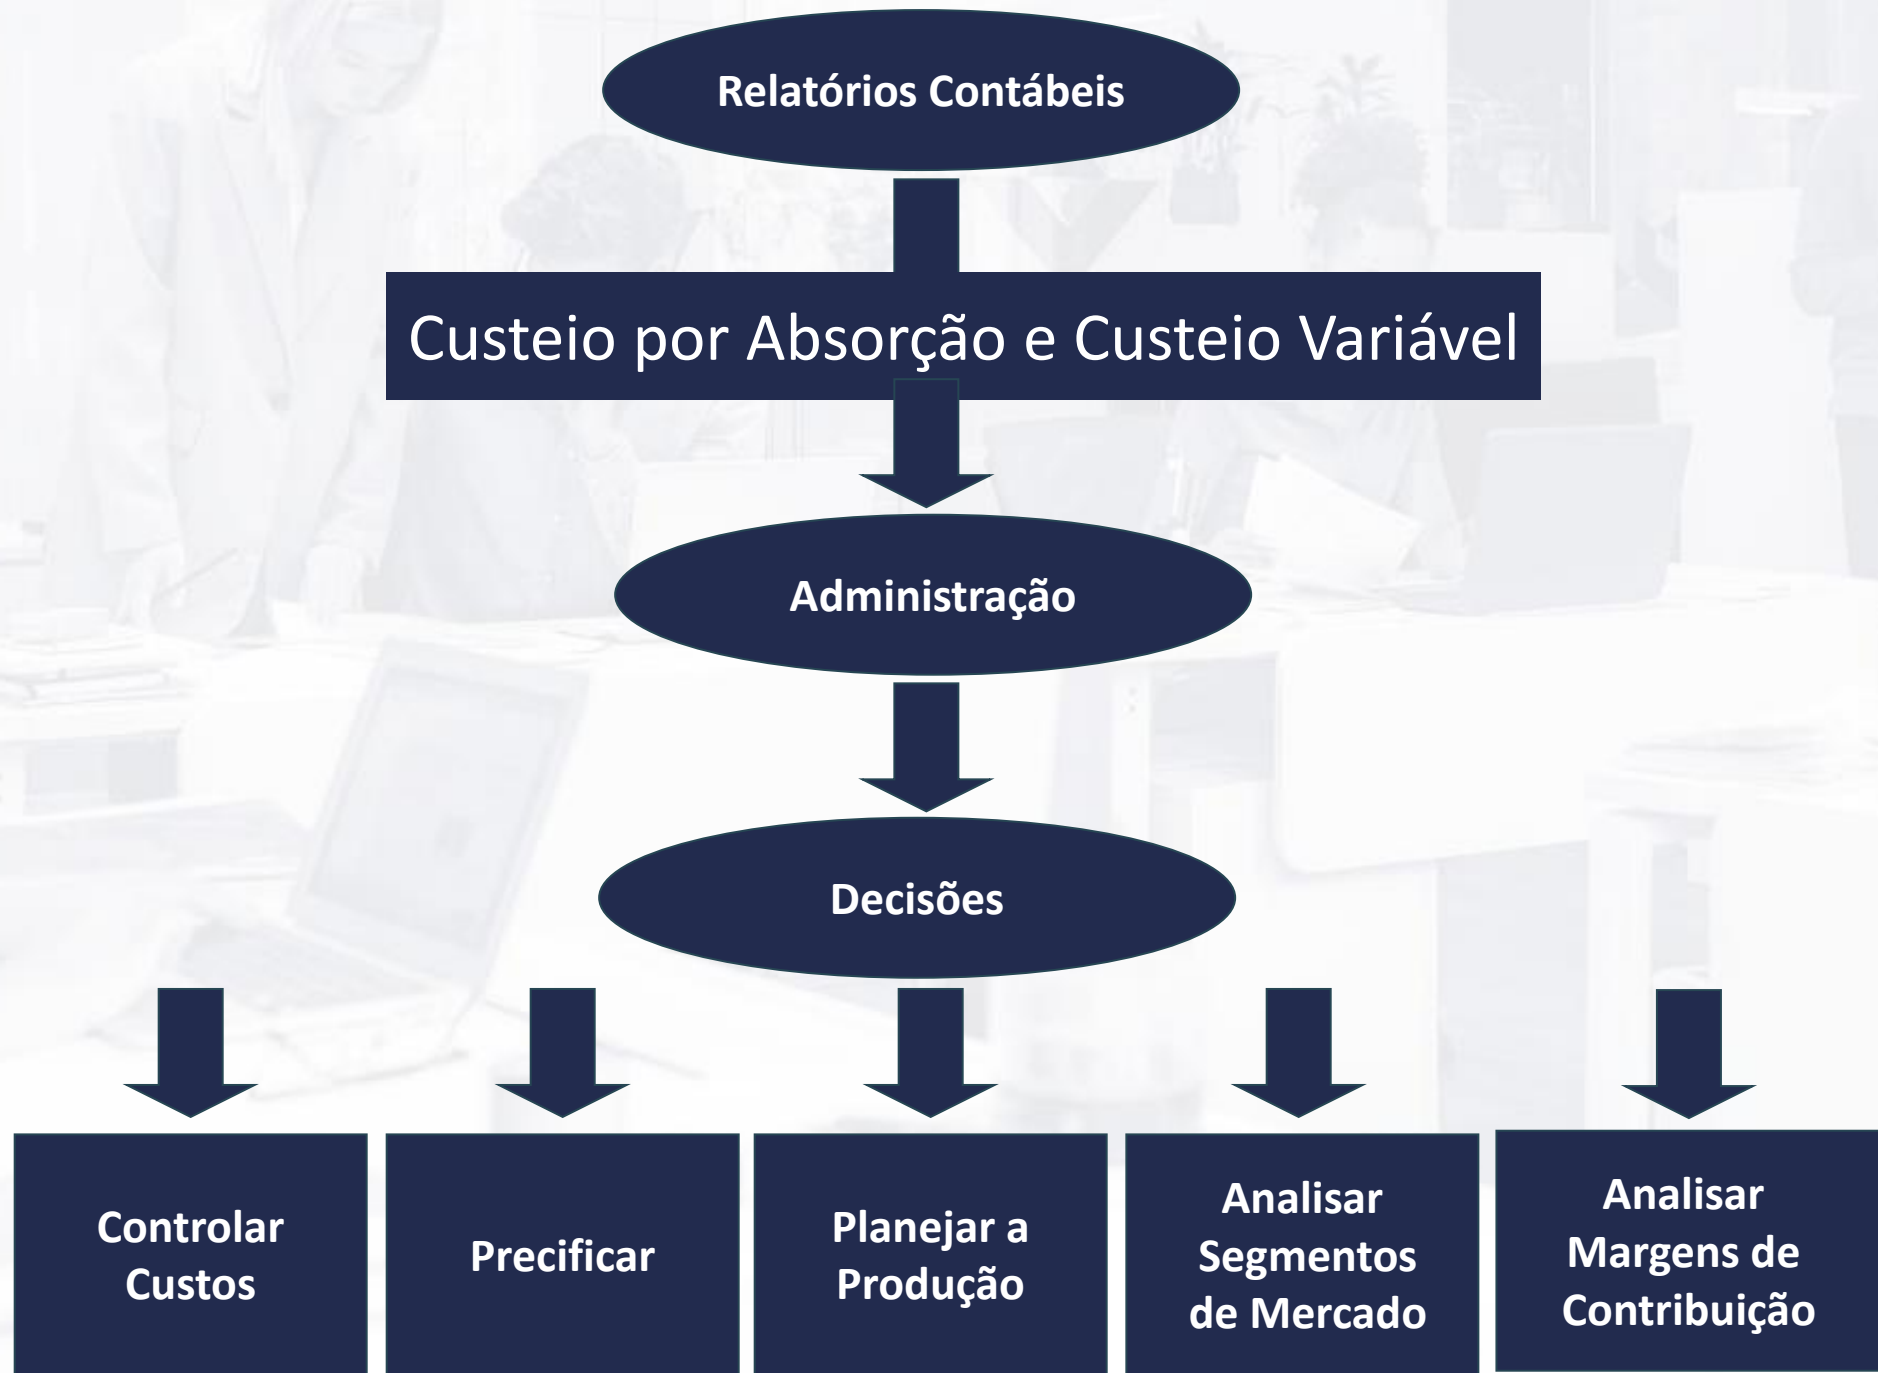 Relatórios Contábeis
Custeio por Absorção e Custeio Variável
Administração
Decisões
Controlar
Custos
Precificar
Planejar a
Produção
Analisar
Segmentos
de Mercado
Analisar
Margens de
Contribuição